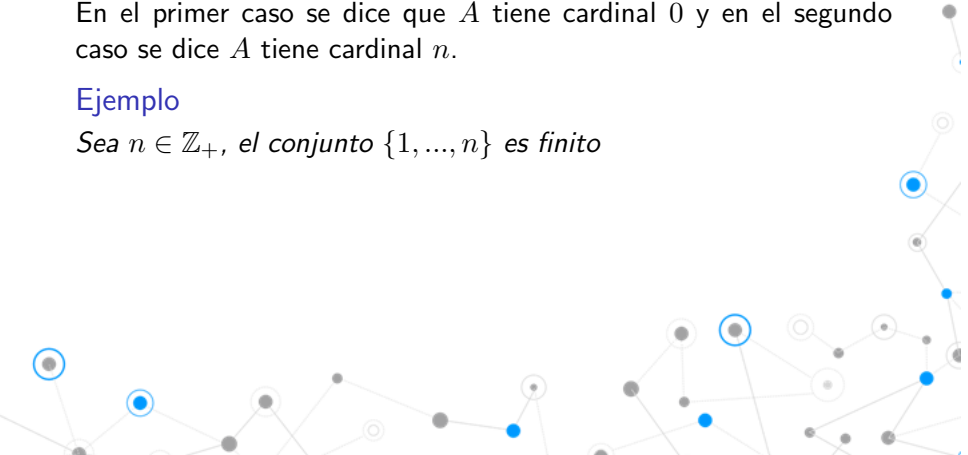 En el primer caso se dice que A tiene cardinal 0 y en el segundo
caso se dice A tiene cardinal n.
Ejemplo
Sea n ∈ ℤ₊, el conjunto {1, ..., n} es finito